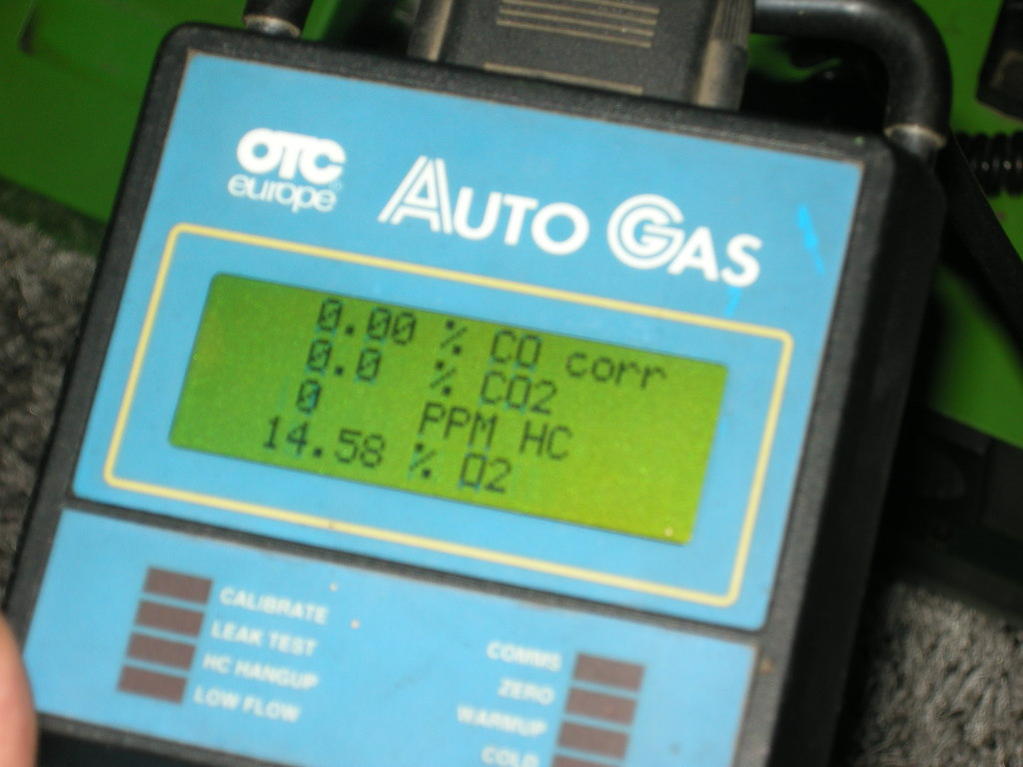 OTC
europe
AUTO GAS
0.00 % CO corr
0.0 % CO2
0 PPM HC
14.58 % O2
CALIBRATE
LEAK TEST
HC HANGUP
LOW FLOW
COMMS
ZERO
WARMUP
COLD